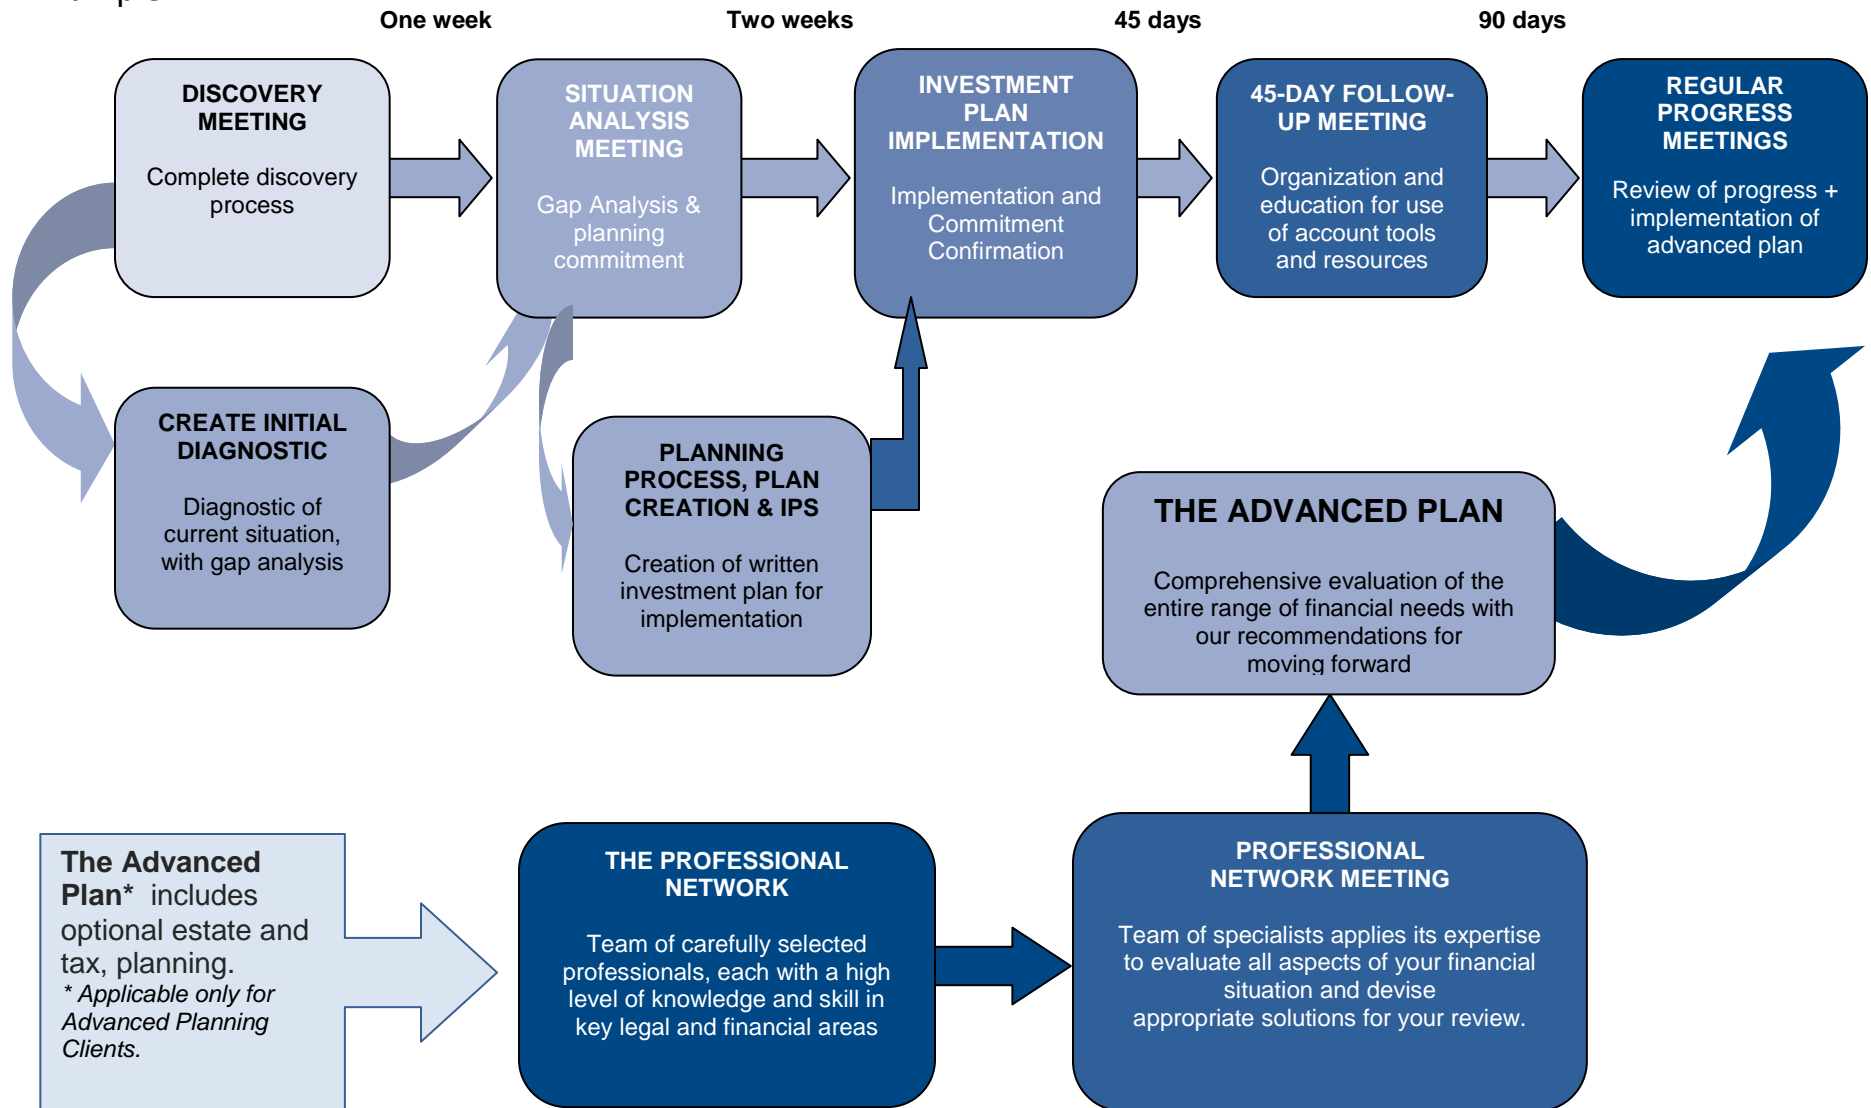 One week
Two weeks
45 days
90 days
DISCOVERY
MEETING
Complete discovery
process
SITUATION
ANALYSIS
MEETING
Gap Analysis &
planning
commitment
INVESTMENT
PLAN
IMPLEMENTATION
Implementation and
Commitment
Confirmation
45-DAY FOLLOW-
UP MEETING
Organization and
education for use
of account tools
and resources
REGULAR
PROGRESS
MEETINGS
Review of progress +
implementation of
advanced plan
CREATE INITIAL
DIAGNOSTIC
Diagnostic of
current situation,
with gap analysis
PLANNING
PROCESS, PLAN
CREATION & IPS
Creation of written
investment plan for
implementation
THE ADVANCED PLAN
Comprehensive evaluation of the
entire range of financial needs with
our recommendations for
moving forward
The Advanced
Plan* includes
optional estate and
tax, planning.
* Applicable only for
Advanced Planning
Clients.
THE PROFESSIONAL
NETWORK
Team of carefully selected
professionals, each with a high
level of knowledge and skill in
key legal and financial areas
PROFESSIONAL
NETWORK MEETING
Team of specialists applies its expertise
to evaluate all aspects of your financial
situation and devise
appropriate solutions for your review.